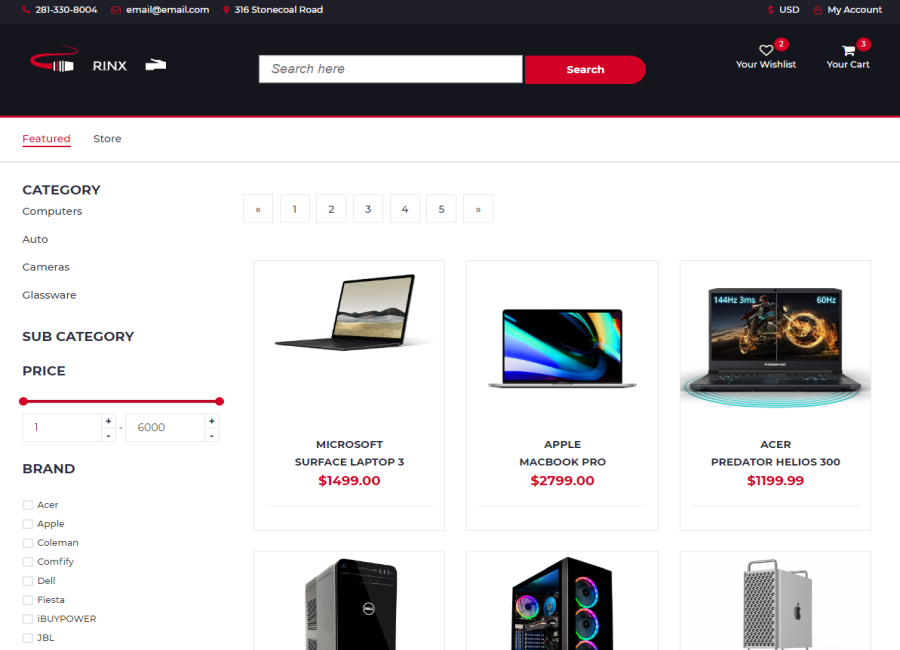 281-330-8004 email@email.com 316 Stonecoal Road $ USD My Account
RINX
Search here
Search
2
Your Wishlist
3
Your Cart
Featured Store
CATEGORY
Computers
Auto
Cameras
Glassware
SUB CATEGORY
PRICE
1 + - - 6000 + -
BRAND
Acer
Apple
Coleman
Comfify
Dell
Fiesta
iBUYPOWER
JBL
« 1 2 3 4 5 »
MICROSOFT
SURFACE LAPTOP 3
$1499.00
APPLE
MACBOOK PRO
$2799.00
144Hz 3ms 60Hz
PREDATOR
ACER
PREDATOR HELIOS 300
$1199.99
DELL